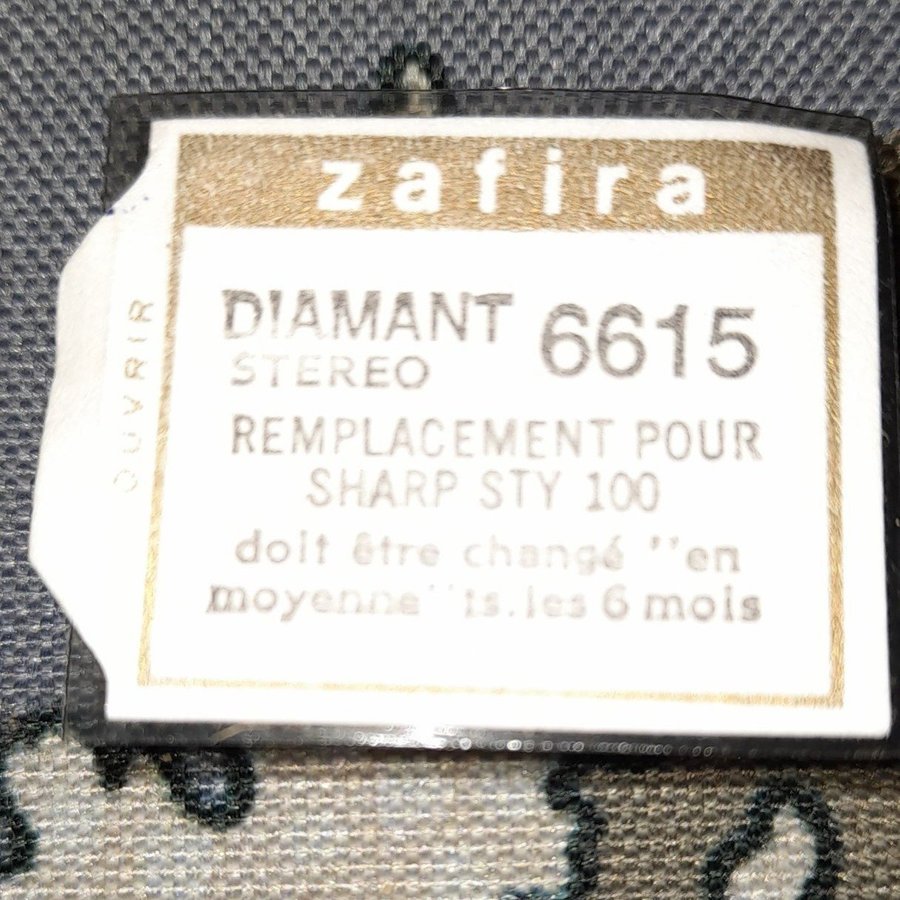 zafira
DIAMANT 6615
STEREO
REMPLACEMENT POUR
SHARP STY 100
doit être changé "en
moyenne" ts.les 6 mois
OUVRIR